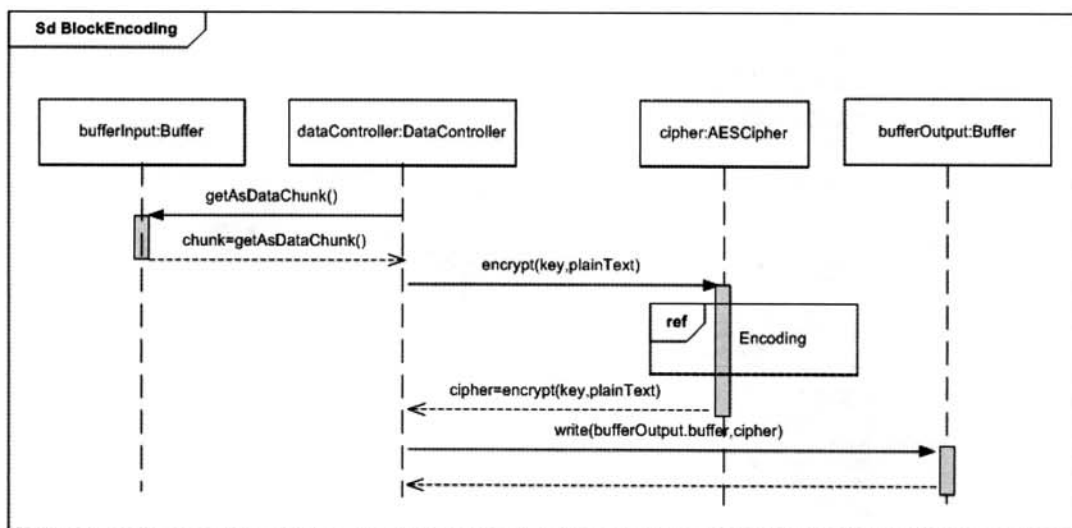 Sd BlockEncoding
bufferInput:Buffer
dataController:DataController
cipher:AESCipher
bufferOutput:Buffer
getAsDataChunk()
chunk=getAsDataChunk()
encrypt(key,plainText)
ref
Encoding
cipher=encrypt(key,plainText)
write(bufferOutput.buffer,cipher)